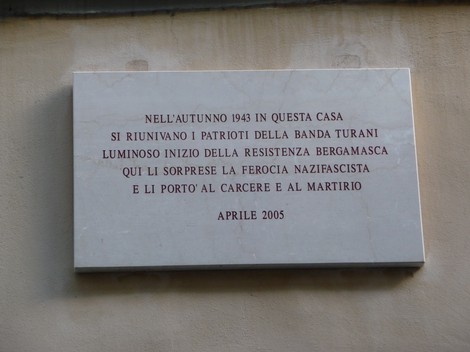 NELL'AUTUNNO 1943 IN QUESTA CASA
SI RIUNIVANO I PATRIOTI DELLA BANDA TURANI
LUMINOSO INIZIO DELLA RESISTENZA BERGAMASCA
QUI LI SORPRESE LA FEROCIA NAZIFASCISTA
E LI PORTO' AL CARCERE E AL MARTIRIO
APRILE 2005